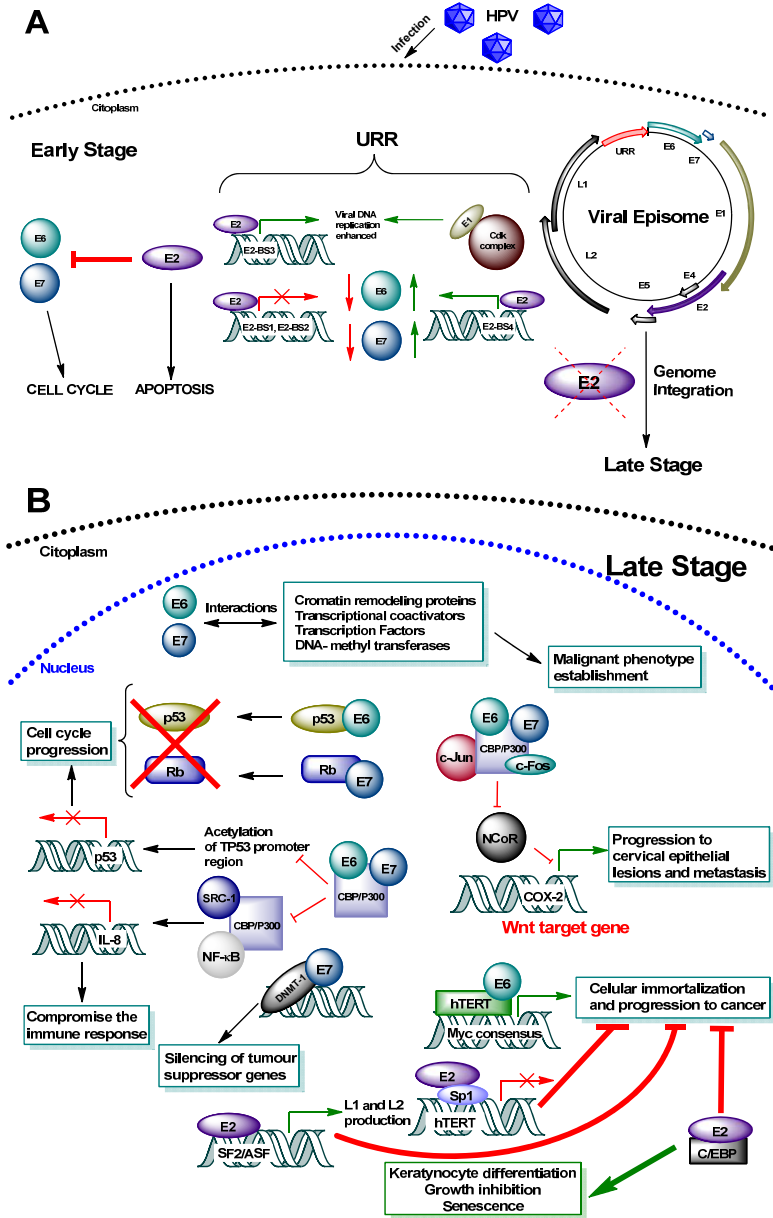 A
HPV
Infection
Citoplasm
Early Stage
URR
E6
E7
E2
CELL CYCLE
APOPTOSIS
E2
E2-BS3
Viral DNA
replication
enhanced
E1
Cdk
complex
E2
E2-BS1, E2-BS2
E6
E7
E2
E2-BS4
URR
E6
E7
L1
E1
Viral Episome
L2
E5
E4
E2
E2
Genome
Integration
Late Stage
B
Citoplasm
Late Stage
Nucleus
E6
E7
Interactions
Cromatin remodeling proteins
Transcriptional coactivators
Transcription Factors
DNA- methyl transferases
Malignant phenotype
establishment
Cell cycle
progression
p53
Rb
p53
E6
Rb
E7
E6
E7
CBP/P300
c-Jun
c-Fos
NCoR
COX-2
Wnt target gene
Progression to
cervical epithelial
lesions and metastasis
p53
Acetylation
of TP53 promoter
region
E6
E7
CBP/P300
SRC-1
CBP/P300
NF-κB
IL-8
Compromise the
immune response
DNMT-1
E7
Silencing of tumour
suppressor genes
E6
hTERT
Myc consensus
Celular immortalization
and progression to cancer
E2
Sp1
hTERT
E2
SF2/ASF
L1 and L2
production
E2
C/EBP
Keratynocyte differentiation
Growth inhibition
Senescence